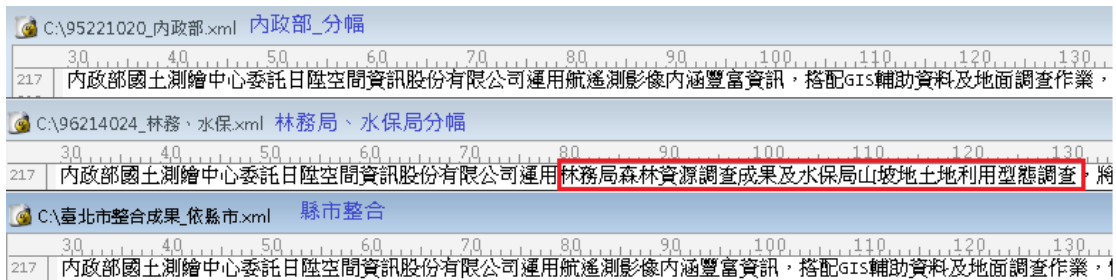 C:\95221020_內政部.xml 內政部_分幅
30 40 50 60 70 80 90 100 110 120 130
217 內政部國土測繪中心委託日陞空間資訊股份有限公司運用航遙測影像內涵豐富資訊，搭配GIS輔助資料及地面調查作業，
C:\96214024_林務、水保.xml 林務局、水保局分幅
30 40 50 60 70 80 90 100 110 120 130
217 內政部國土測繪中心委託日陞空間資訊股份有限公司運用林務局森林資源調查成果及水保局山坡地土地利用型態調查，將
C:\臺北市整合成果_依縣市.xml 縣市整合
30 40 50 60 70 80 90 100 110 120 130
217 內政部國土測繪中心委託日陞空間資訊股份有限公司運用航遙測影像內涵豐富資訊，搭配GIS輔助資料及地面調查作業，